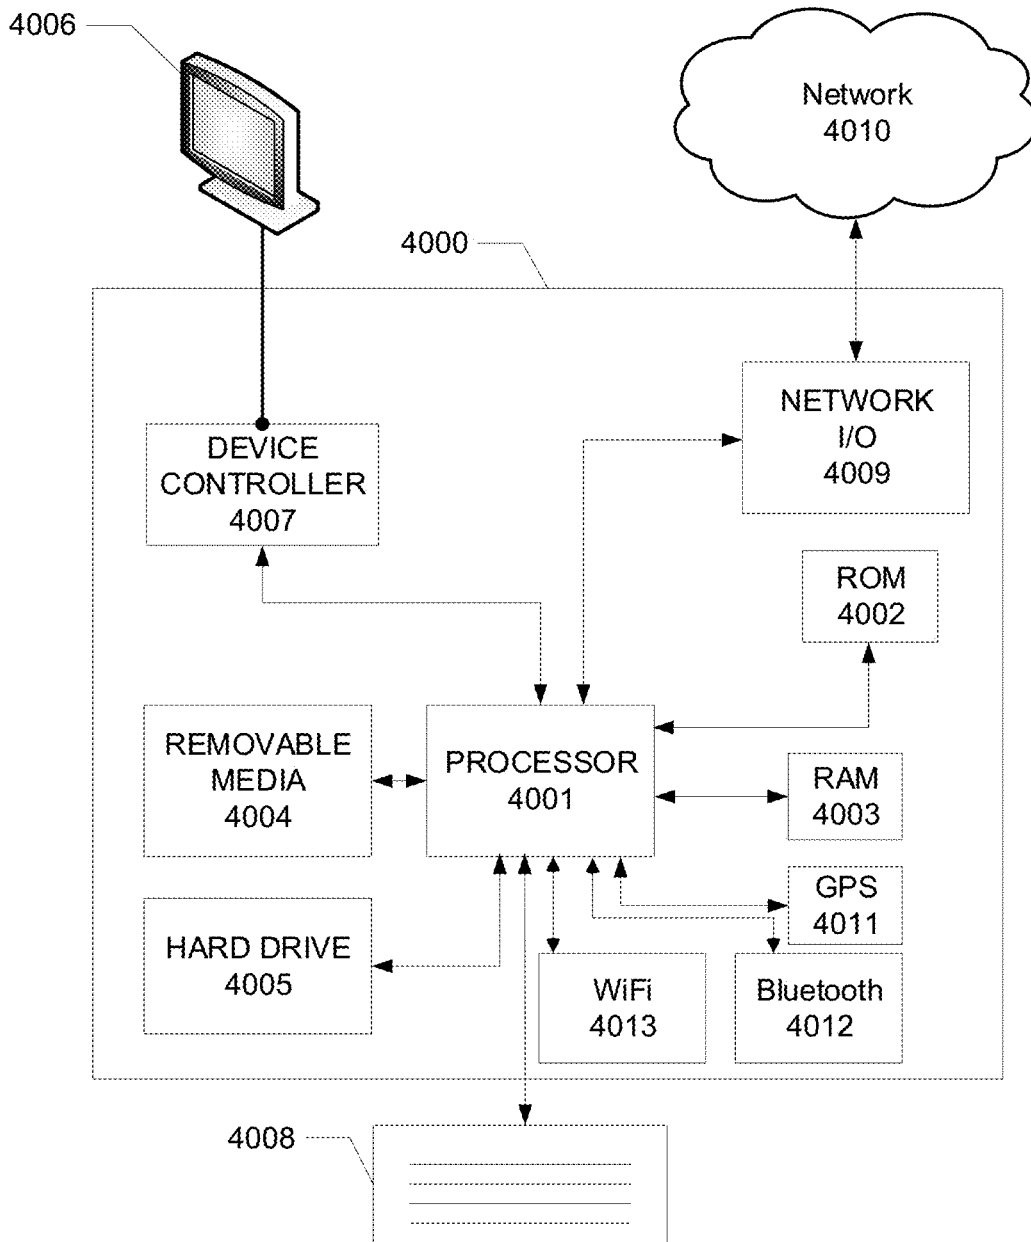 4006
Network
4010
4000
NETWORK
I/O
4009
DEVICE
CONTROLLER
4007
ROM
4002
REMOVABLE
MEDIA
4004
PROCESSOR
4001
RAM
4003
GPS
4011
HARD DRIVE
4005
WiFi
4013
Bluetooth
4012
4008